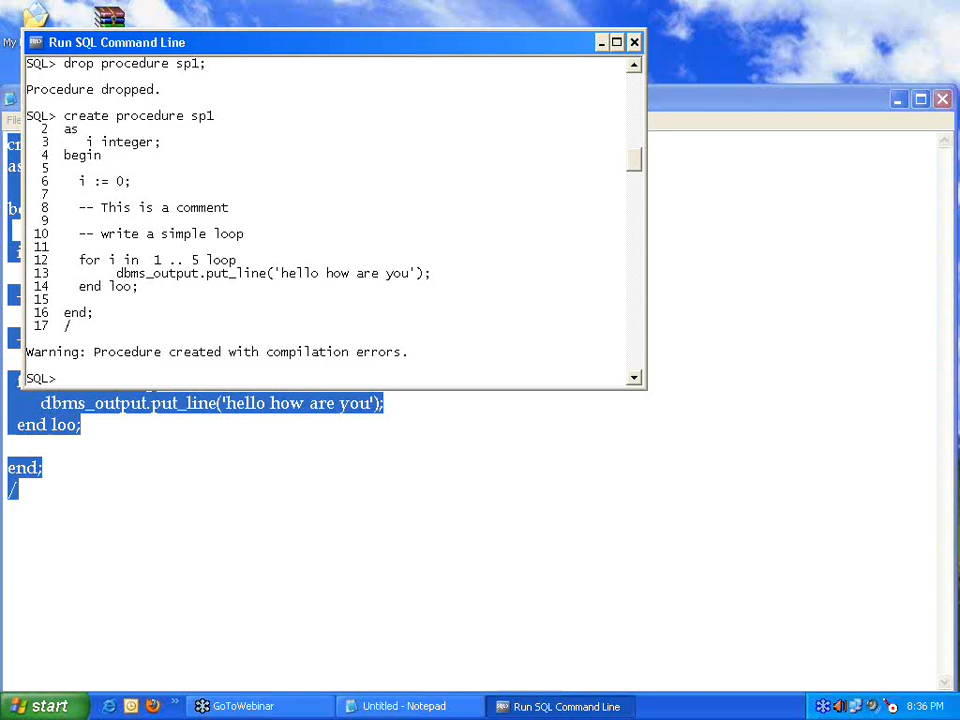 My
Run SQL Command Line
SQL> drop procedure sp1;
Procedure dropped.
SQL> create procedure sp1
2 as
3 i integer;
4 begin
5
6 i := 0;
7
8 -- This is a comment
9
10 -- write a simple loop
11
12 for i in 1 .. 5 loop
13 dbms_output.put_line('hello how are you');
14 end loo;
15
16 end;
17 /
Warning: Procedure created with compilation errors.
SQL>
dbms_output.put_line('hello how are you');
end loo;
end;
/
start
GoToWebinar
Untitled - Notepad
Run SQL Command Line
8:36 PM